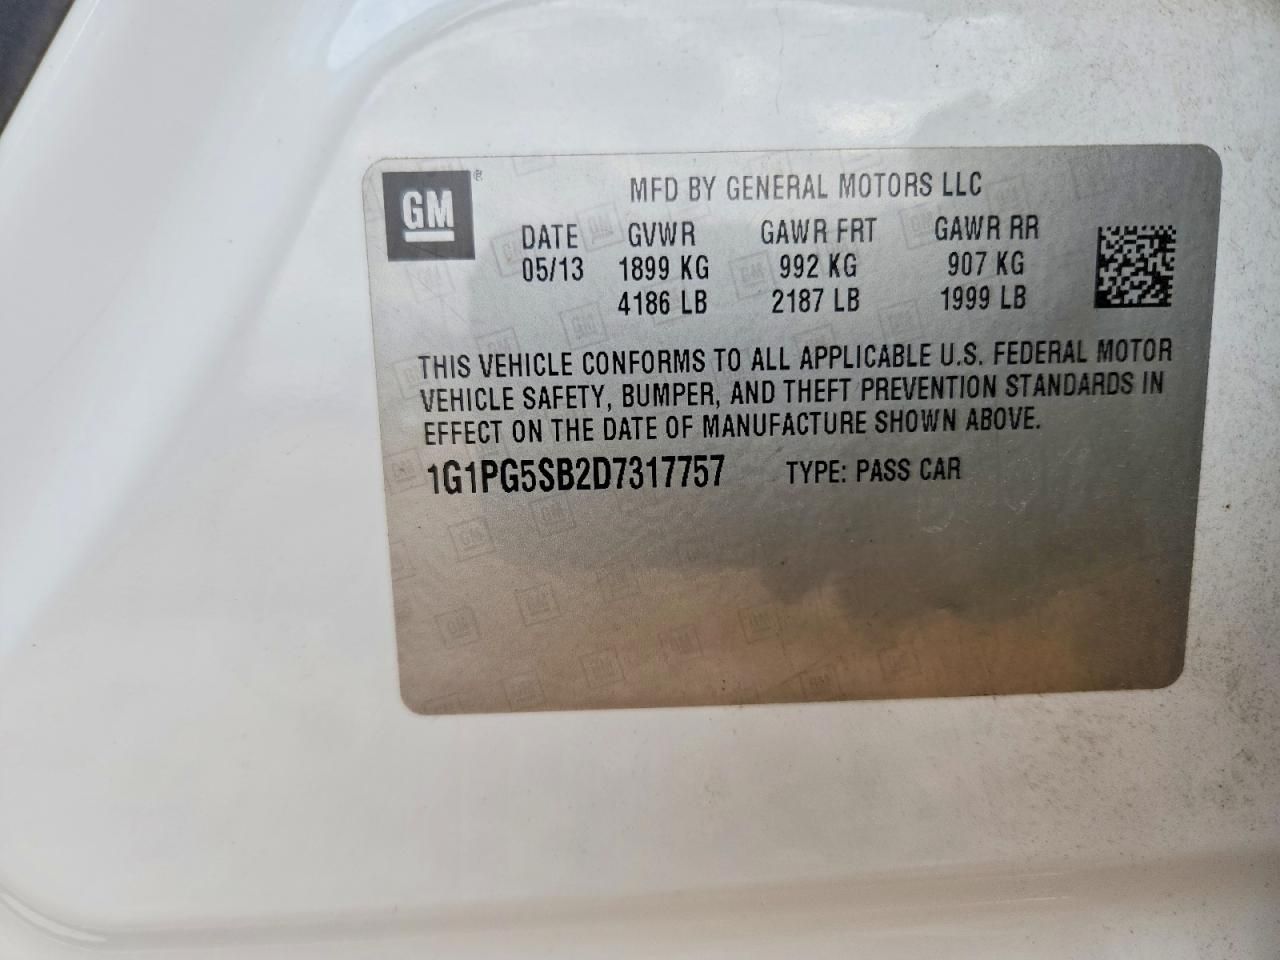 GM
MFD BY GENERAL MOTORS LLC
DATE GVWR GAWR FRT GAWR RR
05/13 1899 KG 992 KG 907 KG
4186 LB 2187 LB 1999 LB
THIS VEHICLE CONFORMS TO ALL APPLICABLE U.S. FEDERAL MOTOR
VEHICLE SAFETY, BUMPER, AND THEFT PREVENTION STANDARDS IN
EFFECT ON THE DATE OF MANUFACTURE SHOWN ABOVE.
1G1PG5SB2D7317757 TYPE: PASS CAR